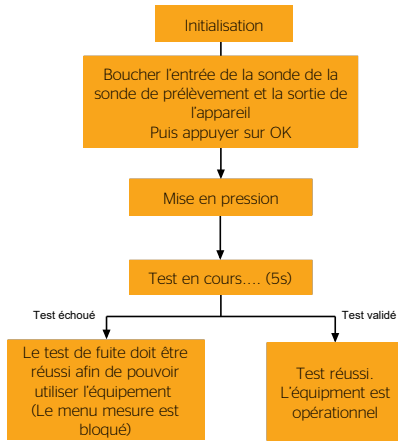 Initialisation
Boucher l'entrée de la sonde de la
sonde de prélèvement et la sortie de
l'appareil
Puis appuyer sur OK
Mise en pression
Test en cours.... (5s)
Test échoué
Test validé
Le test de fuite doit être
réussi afin de pouvoir
utiliser l'équipement
(Le menu mesure est
bloqué)
Test réussi.
L'équipment est
opérationnel